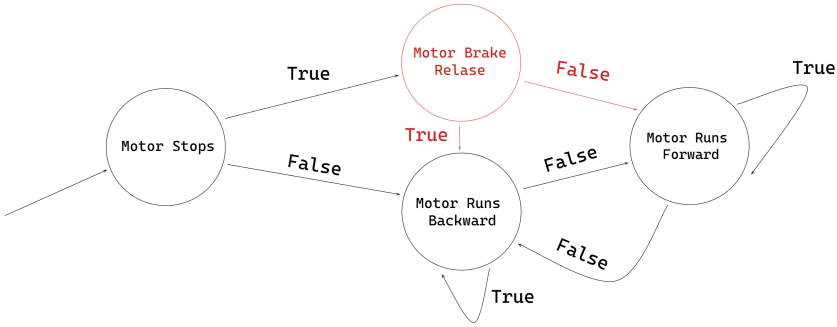 Motor Brake
Relase
True
False
True
Motor Stops
True
Motor Runs
Forward
False
False
Motor Runs
Backward
False
True